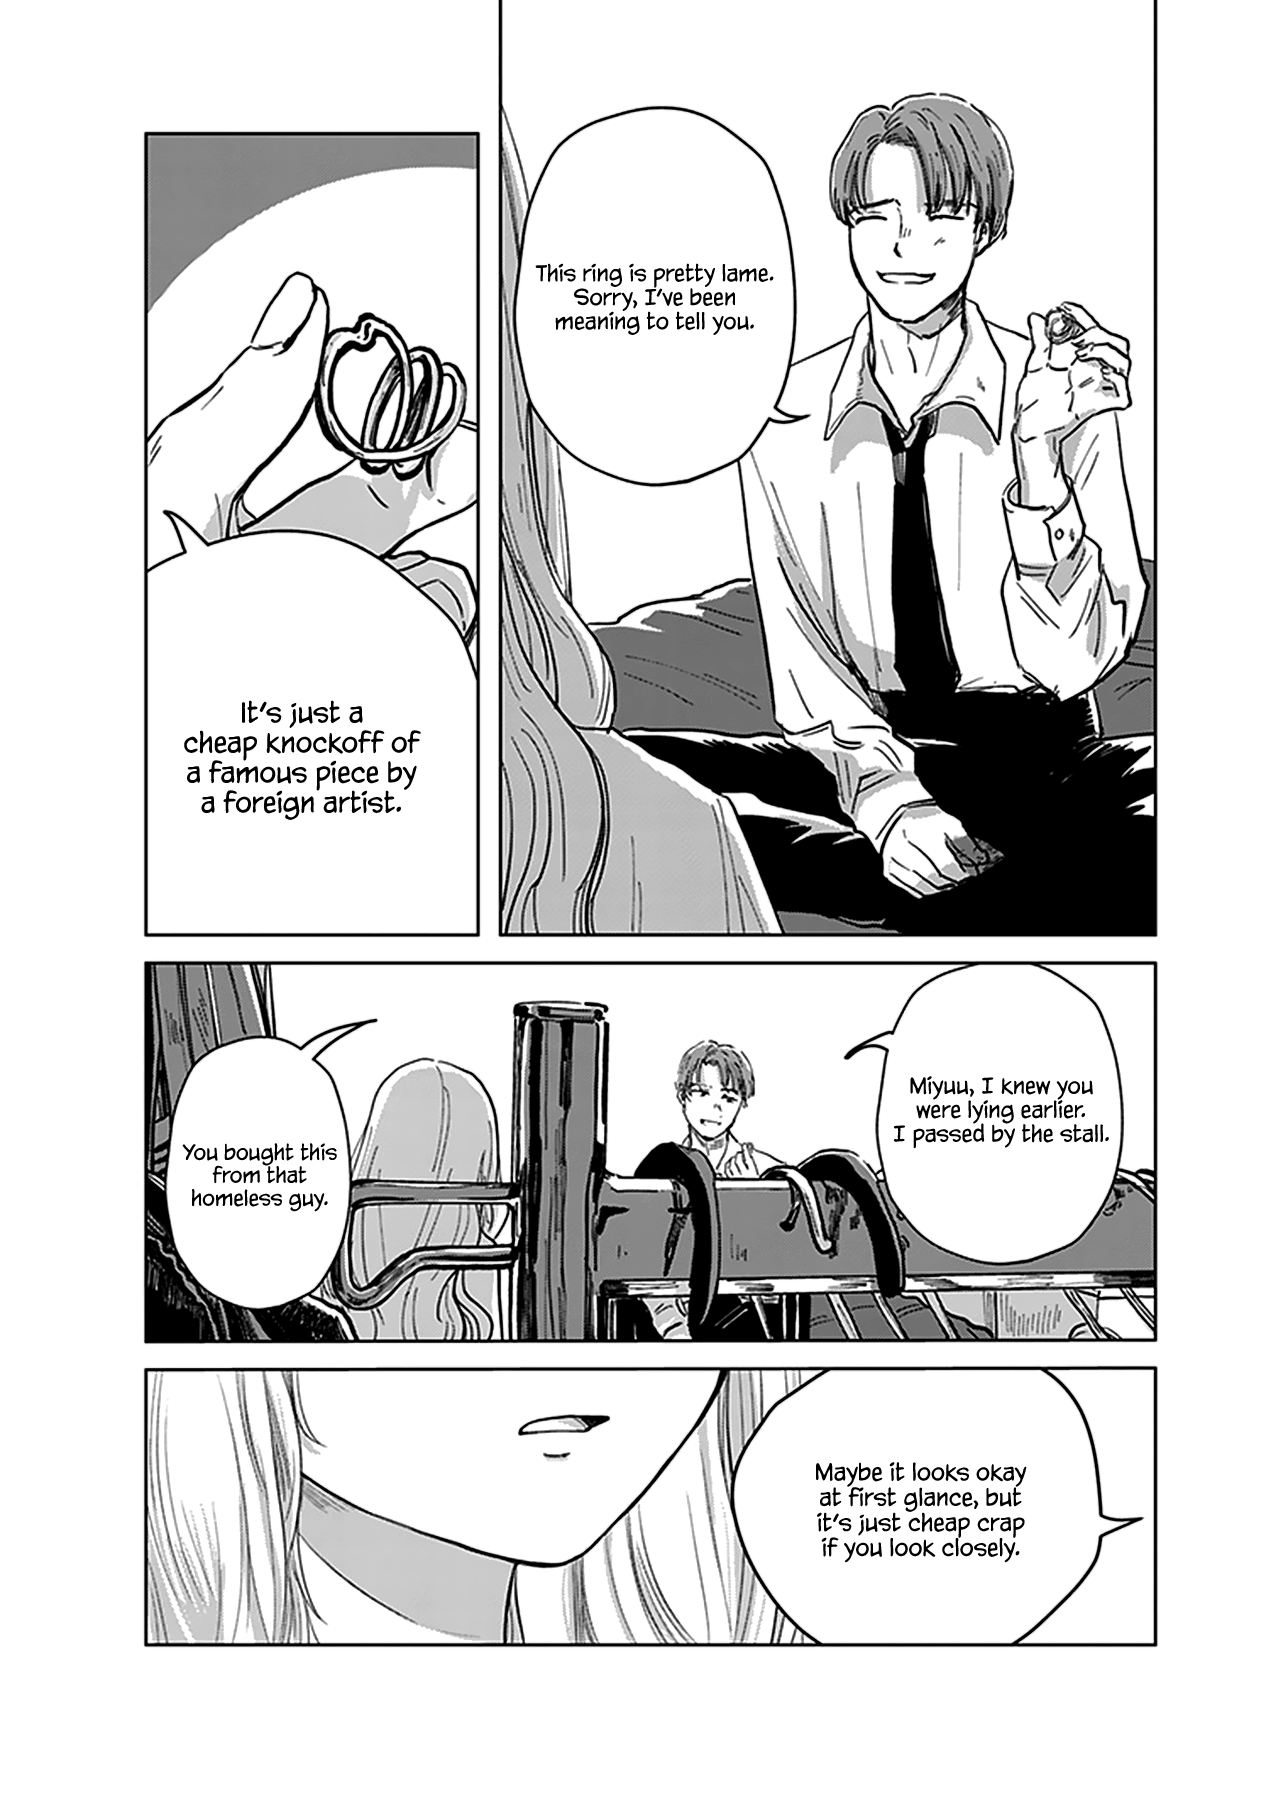 This ring is pretty lame.
Sorry, I've been
meaning to tell you.
It's just a
cheap knockoff of
a famous piece by
a foreign artist.
Miyuu, I knew you
were lying earlier.
I passed by the stall.
You bought this
from that
homeless guy.
Maybe it looks okay
at first glance, but
it's just cheap crap
if you look closely.